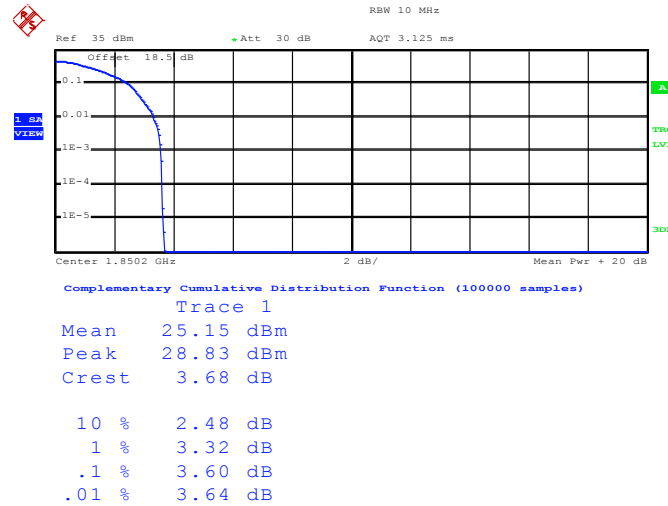 RBW 10 MHz
Ref 35 dBm *Att 30 dB AQT 3.125 ms
Offset 18.5 dB
0.1
A
0.01
1 SA
VIEW
1E-3
1E-4
1E-5
Center 1.8502 GHz 2 dB/ Mean Pwr + 20 dB
Complementary Cumulative Distribution Function (100000 samples)
Trace 1
Mean 25.15 dBm
Peak 28.83 dBm
Crest 3.68 dB
10 % 2.48 dB
1 % 3.32 dB
.1 % 3.60 dB
.01 % 3.64 dB